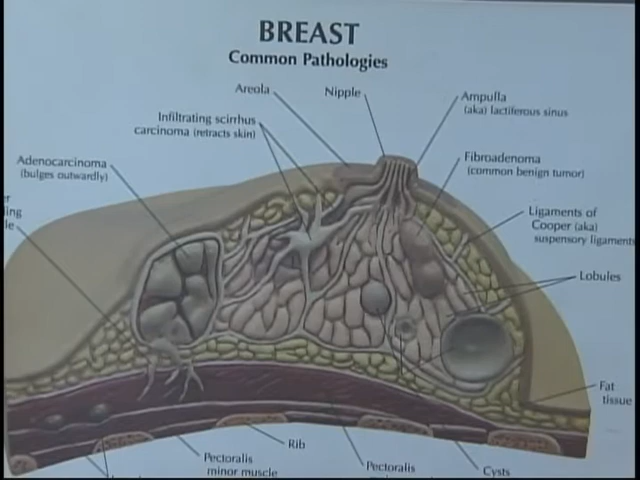 BREAST
Common Pathologies
Areola
Nipple
Ampulla
(aka) lactiferous sinus
Infiltrating scirrhus
carcinoma (retracts skin)
Adenocarcinoma
(bulges outwardly)
Fibroadenoma
(common benign tumor)
Ligaments of
Cooper (aka)
suspensory ligaments
Lobules
Fat
tissue
Rib
Pectoralis
minor muscle
Pectoralis
Cysts